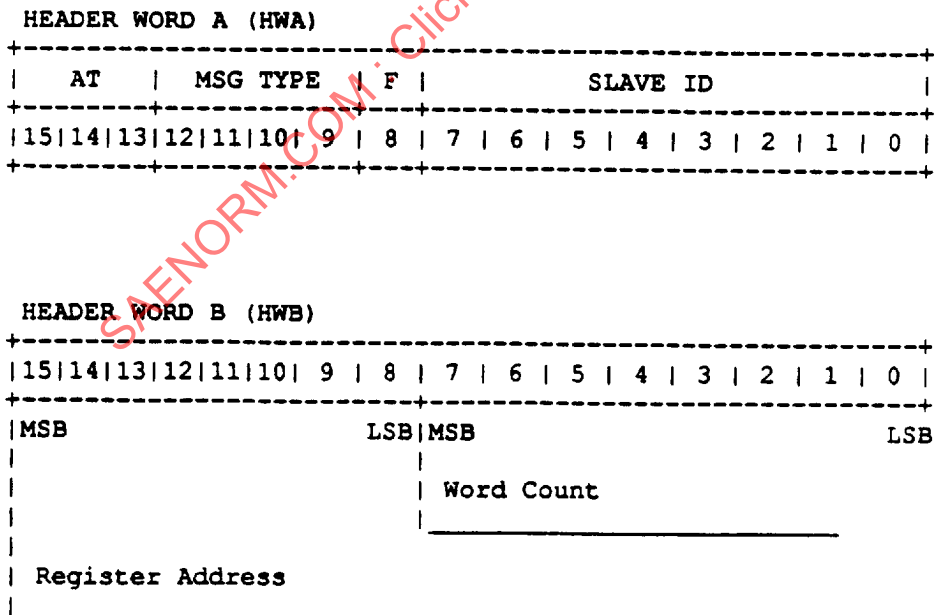 HEADER WORD A (HWA)
| AT | MSG TYPE | F | SLAVE ID |
|15|14|13|12|11|10| 9 | 8 | 7 | 6 | 5 | 4 | 3 | 2 | 1 | 0 |
SAENORM.COM : Click
HEADER WORD B (HWB)
|15|14|13|12|11|10| 9 | 8 | 7 | 6 | 5 | 4 | 3 | 2 | 1 | 0 |
|MSB LSB|MSB LSB
| Word Count
| Register Address